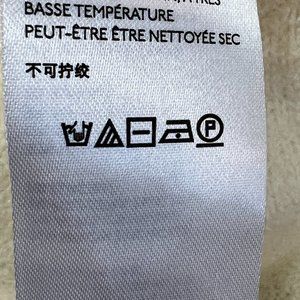 BASSE TEMPÉRATURE
PEUT-ÊTRE ÊTRE NETTOYÉE SEC
不可拧绞
P